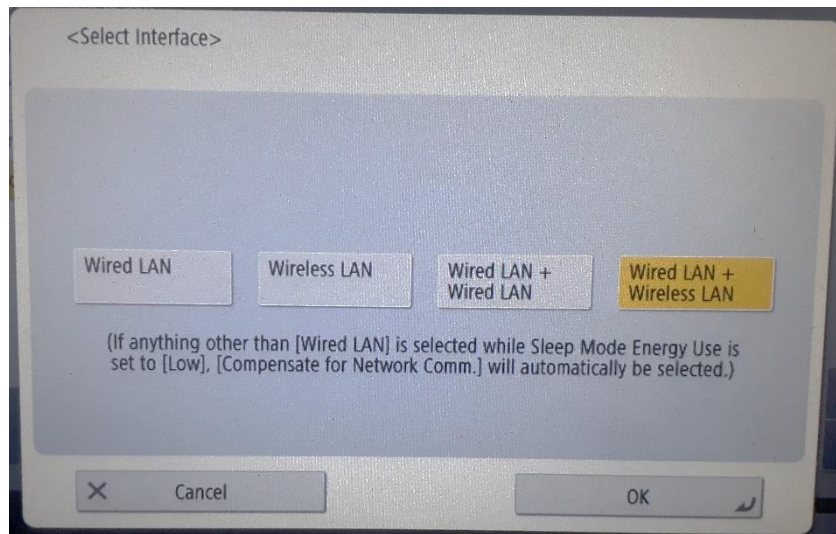 <Select Interface>
Wired LAN
Wireless LAN
Wired LAN +
Wired LAN
Wired LAN +
Wireless LAN
(If anything other than [Wired LAN] is selected while Sleep Mode Energy Use is
set to [Low], [Compensate for Network Comm.] will automatically be selected.)
Cancel
OK